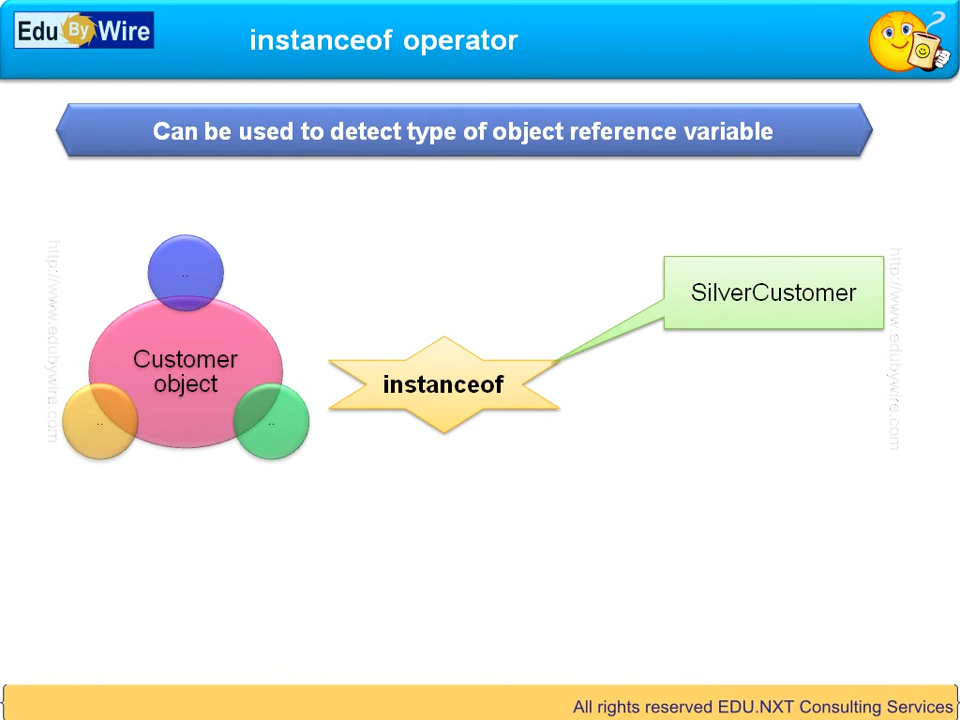 Edu By Wire
instanceof operator
Can be used to detect type of object reference variable
..
SilverCustomer
Customer
object
instanceof
..
..
http://www.edubywire.com
http://www.edubywire.com
All rights reserved EDU.NXT Consulting Services